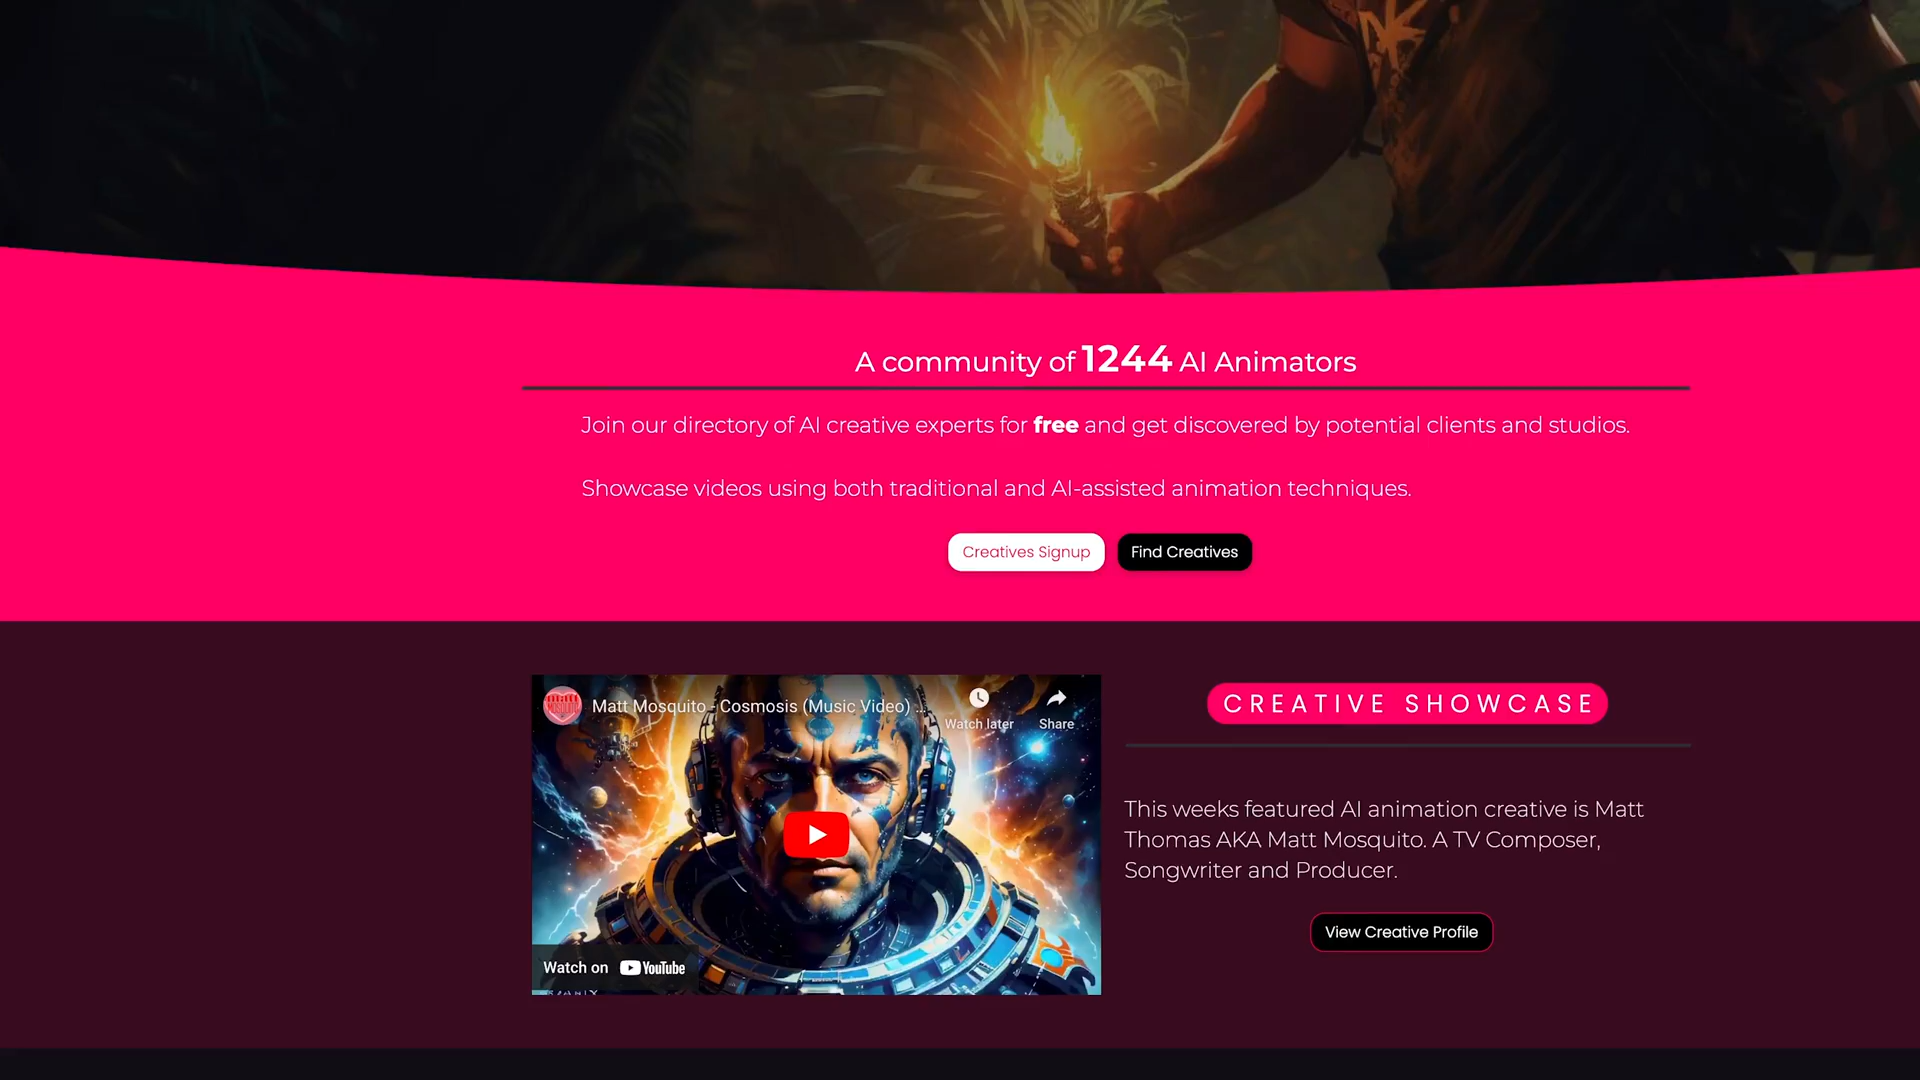 A community of 1244 AI Animators
Join our directory of AI creative experts for free and get discovered by potential clients and studios.
Showcase videos using both traditional and AI-assisted animation techniques.
Creatives Signup
Find Creatives
Matt Mosquito - Cosmosis (Music Video) ...
Watch later
Share
Watch on YouTube
CREATIVE SHOWCASE
This weeks featured AI animation creative is Matt
Thomas AKA Matt Mosquito. A TV Composer,
Songwriter and Producer.
View Creative Profile